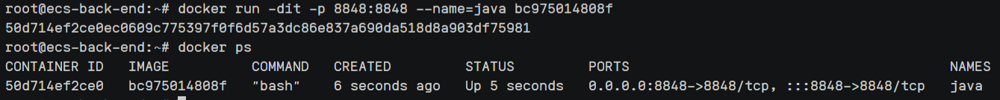 root@ecs-back-end:~# docker run -dit -p 8848:8848 --name=java bc975014808f
50d714ef2ce0ec0609c775397f0f6d57a3dc86e837a690da518d8a903df75981
root@ecs-back-end:~# docker ps
CONTAINER ID   IMAGE          COMMAND   CREATED         STATUS         PORTS                                       NAMES
50d714ef2ce0   bc975014808f   "bash"    6 seconds ago   Up 5 seconds   0.0.0.0:8848->8848/tcp, :::8848->8848/tcp   java